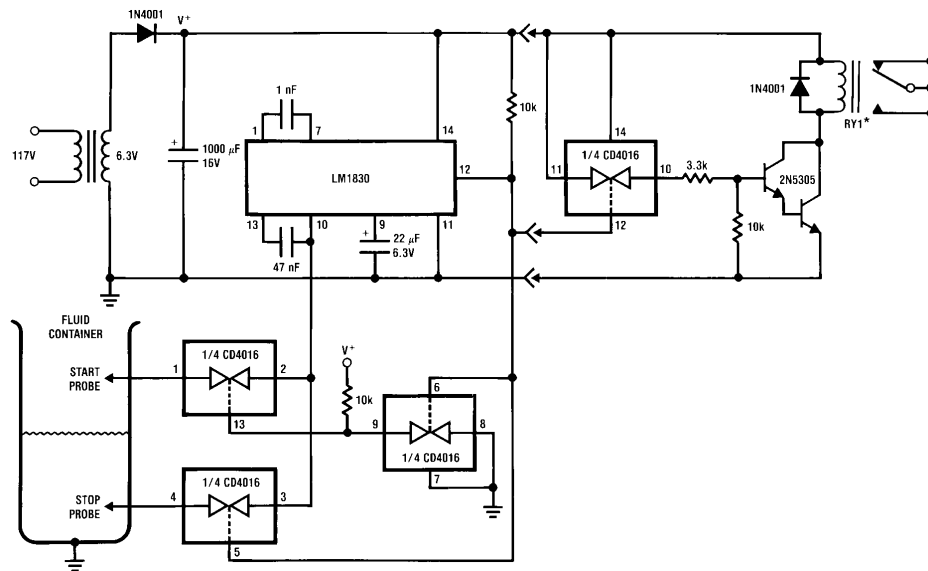 1N4001
V+
117V
6.3V
+
1000 μF
16V
1 nF
1
7
14
LM1830
12
13
10
9
11
47 nF
+
22 μF
6.3V
10k
14
1/4 CD4016
11
10
12
3.3k
10k
1N4001
RY1*
2N5305
FLUID
CONTAINER
START
PROBE
1
1/4 CD4016
2
13
V+
10k
6
9
8
1/4 CD4016
7
STOP
PROBE
4
1/4 CD4016
3
5